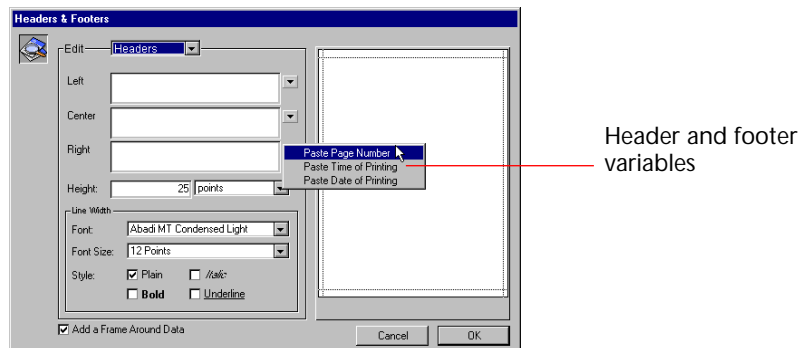 Headers & Footers
Edit Headers
Left
Center
Right
Paste Page Number
Paste Time of Printing
Paste Date of Printing
Height: 25 points
Line Width
Font: Abadi MT Condensed Light
Font Size: 12 Points
Style: Plain Italic
Bold Underline
Add a Frame Around Data
Cancel OK
Header and footer
variables